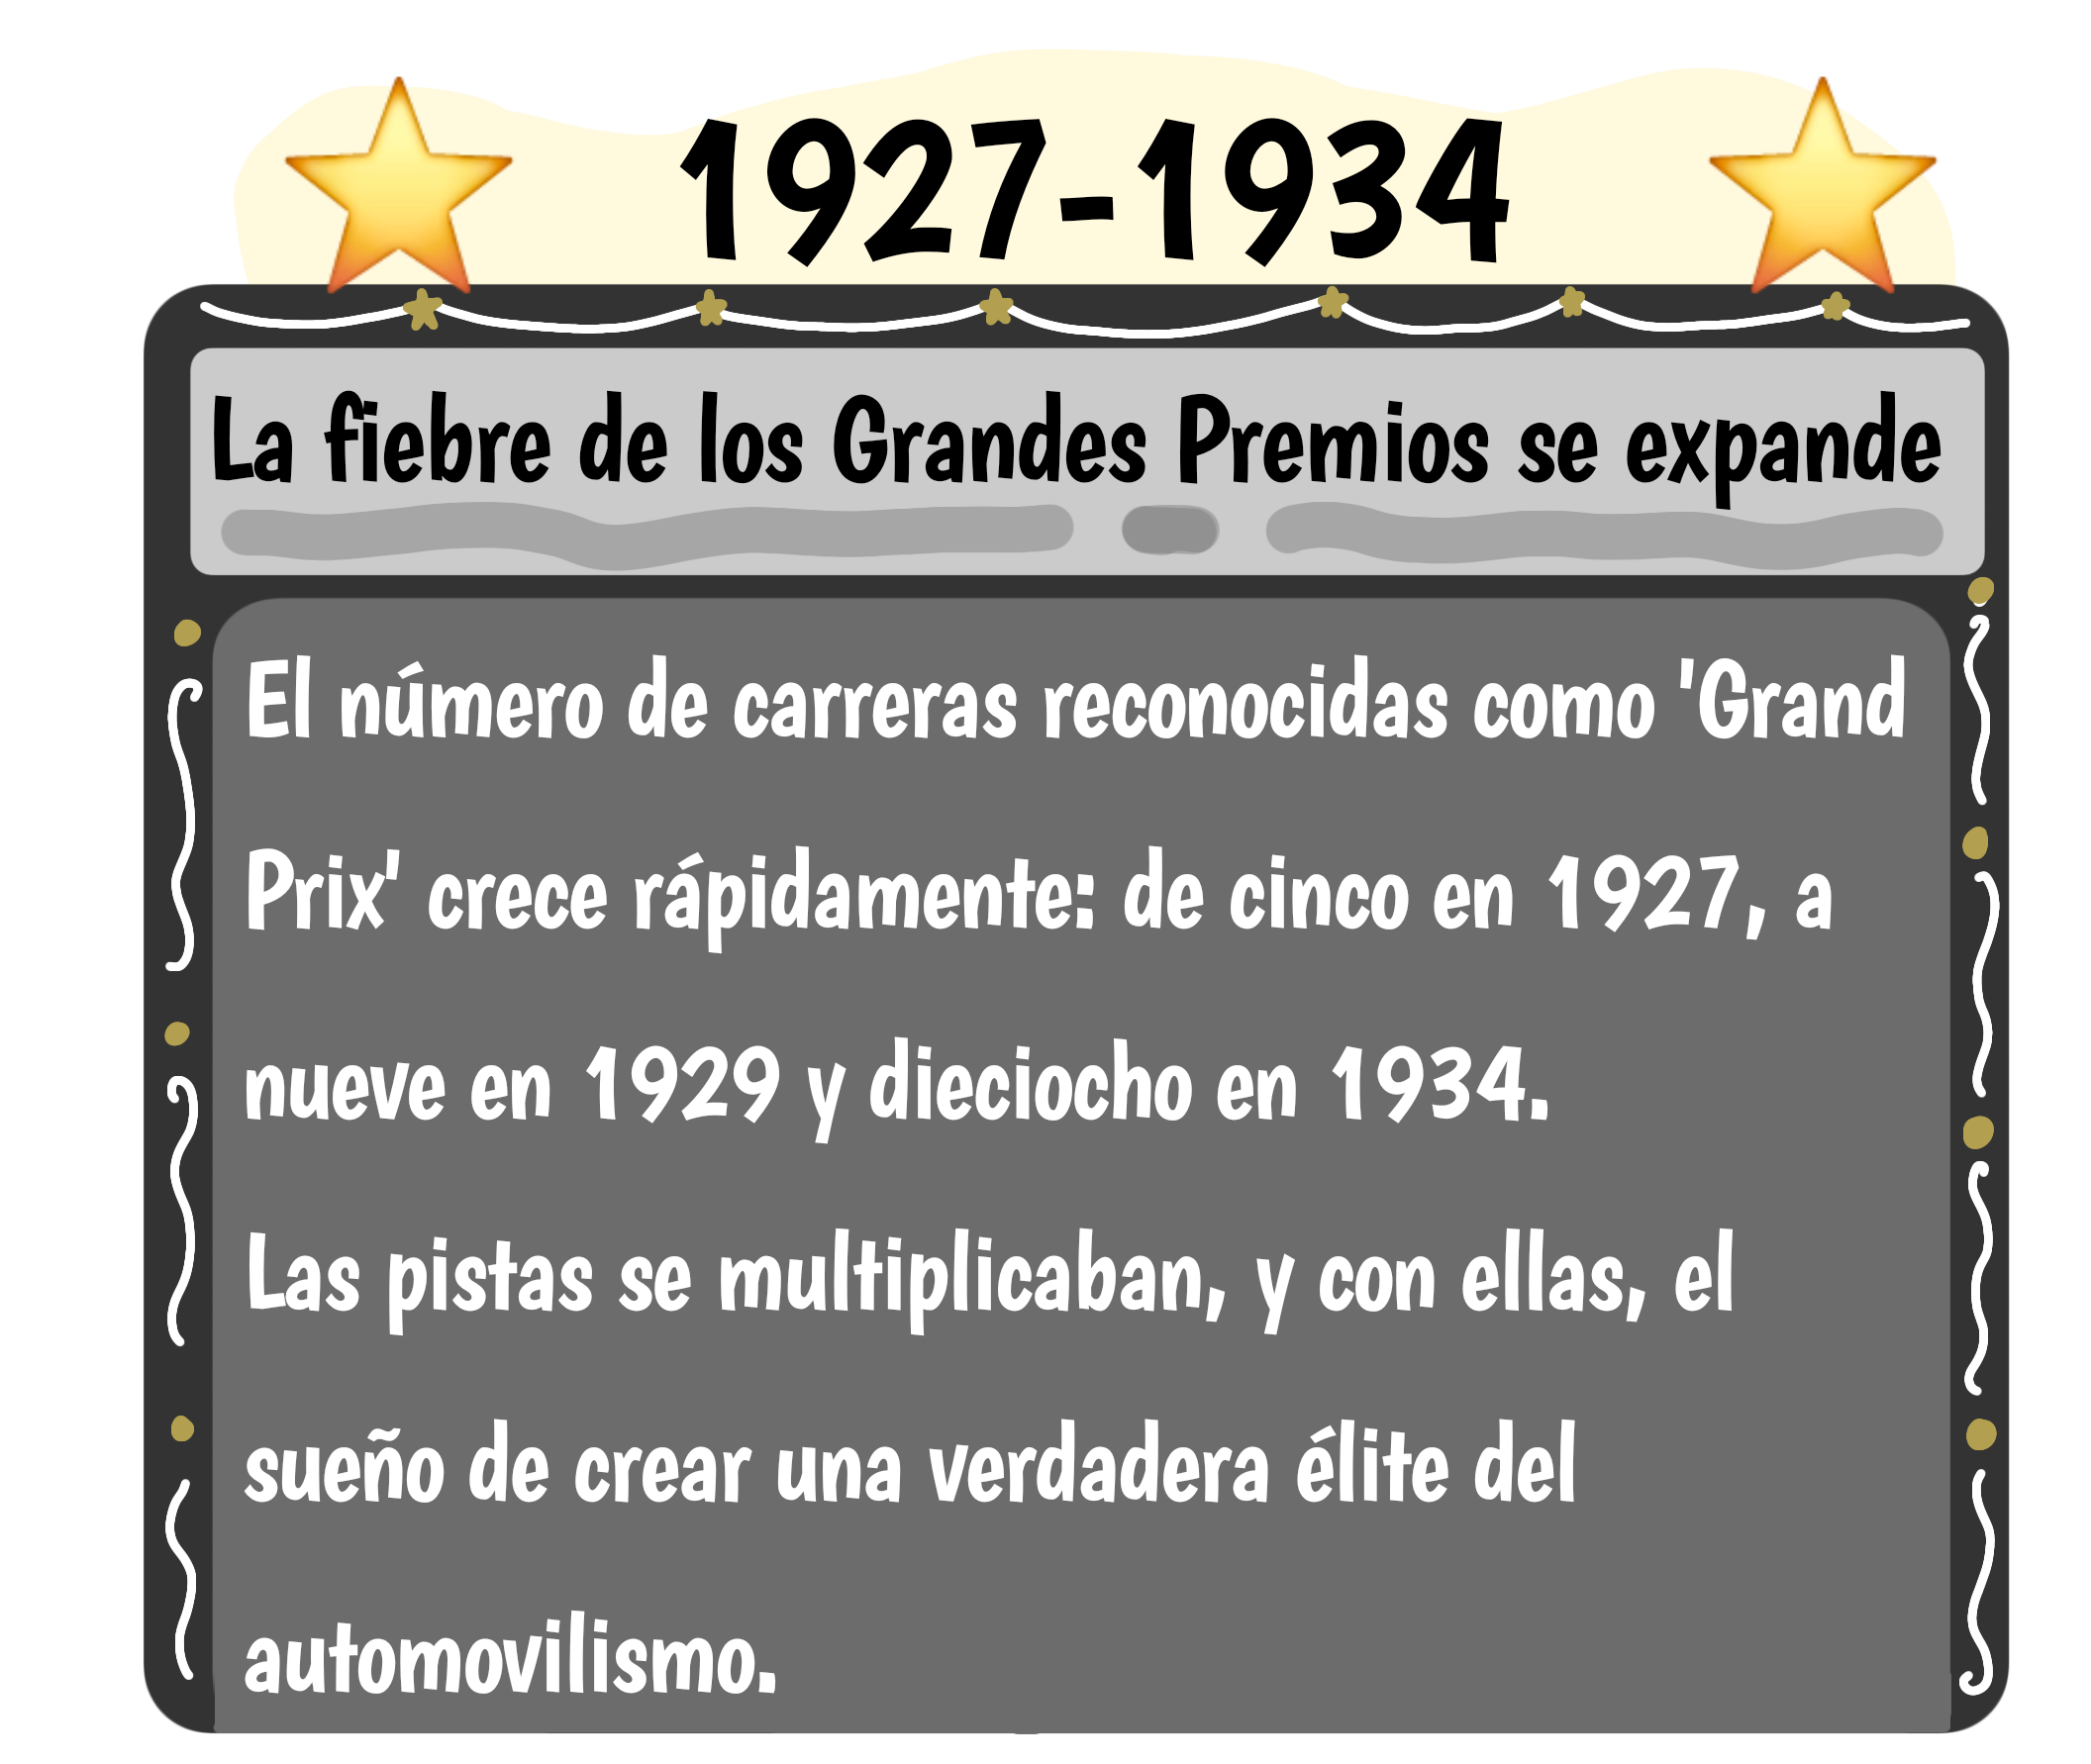 1927-1934
La fiebre de los Grandes Premios se expande
El número de carreras reconocidas como 'Grand
Prix' crece rápidamente: de cinco en 1927, a
nueve en 1929 y dieciocho en 1934.
Las pistas se multiplicaban, y con ellas, el
sueño de crear una verdadera élite del
automovilismo.